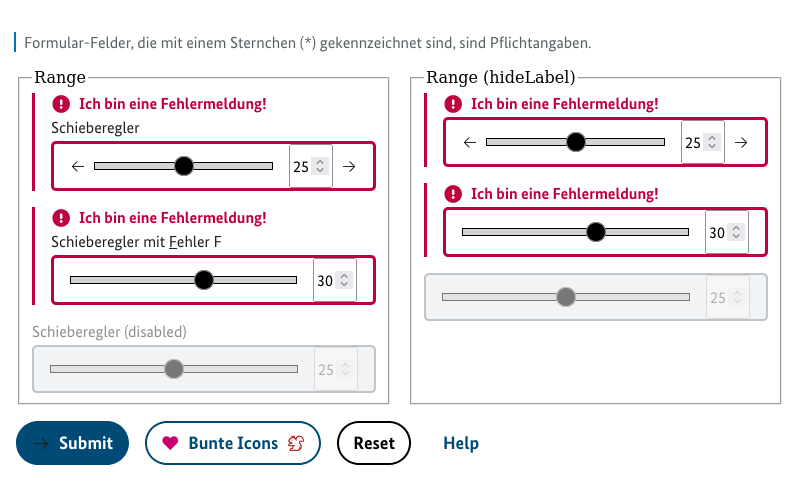 Formular-Felder, die mit einem Sternchen (*) gekennzeichnet sind, sind Pflichtangaben.
Range
Ich bin eine Fehlermeldung!
Schieberegler
25
Ich bin eine Fehlermeldung!
Schieberegler mit Fehler F
30
Schieberegler (disabled)
25
Range (hideLabel)
Ich bin eine Fehlermeldung!
25
Ich bin eine Fehlermeldung!
30
25
Submit
Bunte Icons
Reset
Help